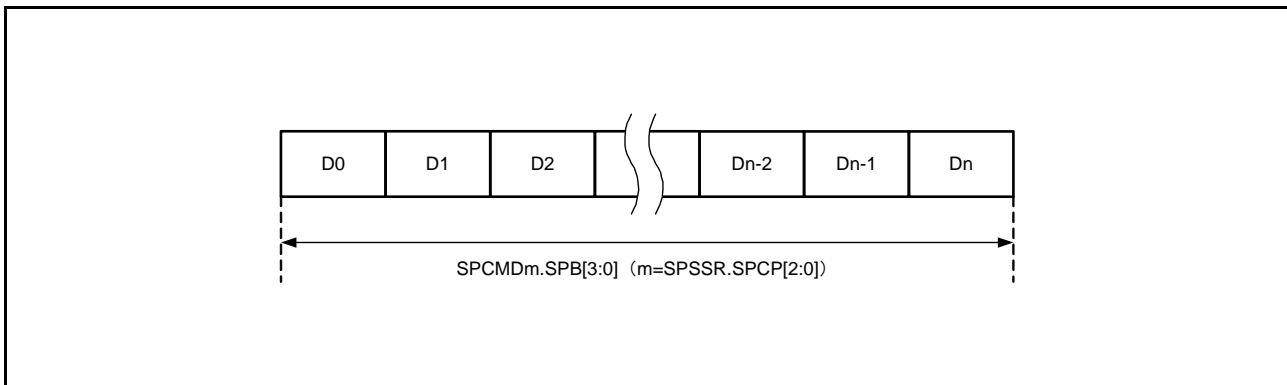 D0 D1 D2 Dn-2 Dn-1 Dn
SPCMDm.SPB[3:0]（m=SPSSR.SPCP[2:0]）